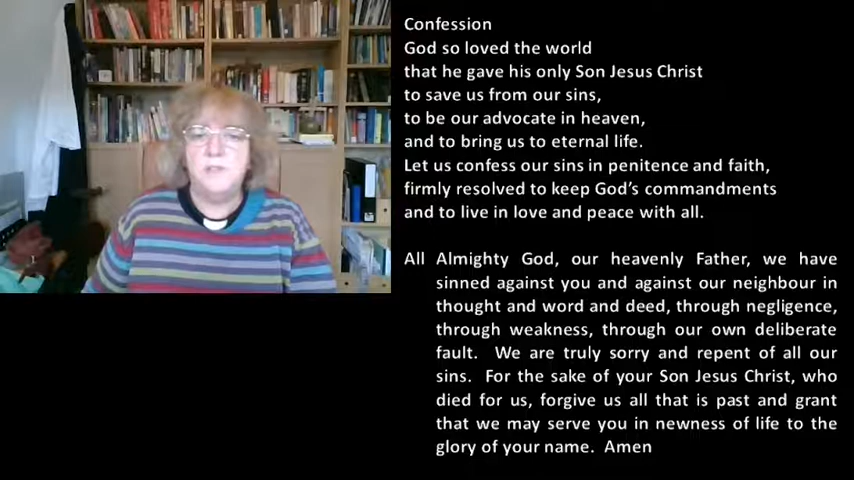 Confession
God so loved the world
that he gave his only Son Jesus Christ
to save us from our sins,
to be our advocate in heaven,
and to bring us to eternal life.
Let us confess our sins in penitence and faith,
firmly resolved to keep God’s commandments
and to live in love and peace with all.
All Almighty God, our heavenly Father, we have
sinned against you and against our neighbour in
thought and word and deed, through negligence,
through weakness, through our own deliberate
fault. We are truly sorry and repent of all our
sins. For the sake of your Son Jesus Christ, who
died for us, forgive us all that is past and grant
that we may serve you in newness of life to the
glory of your name. Amen